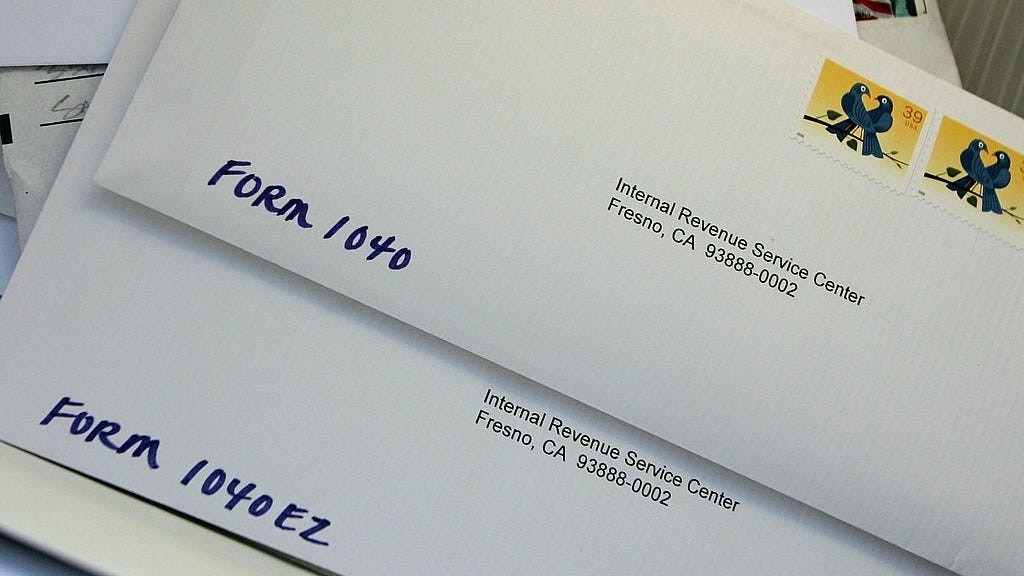 39
USA
FORM 1040
Internal Revenue Service Center
Fresno, CA 93888-0002
FORM 1040EZ
Internal Revenue Service Center
Fresno, CA 93888-0002